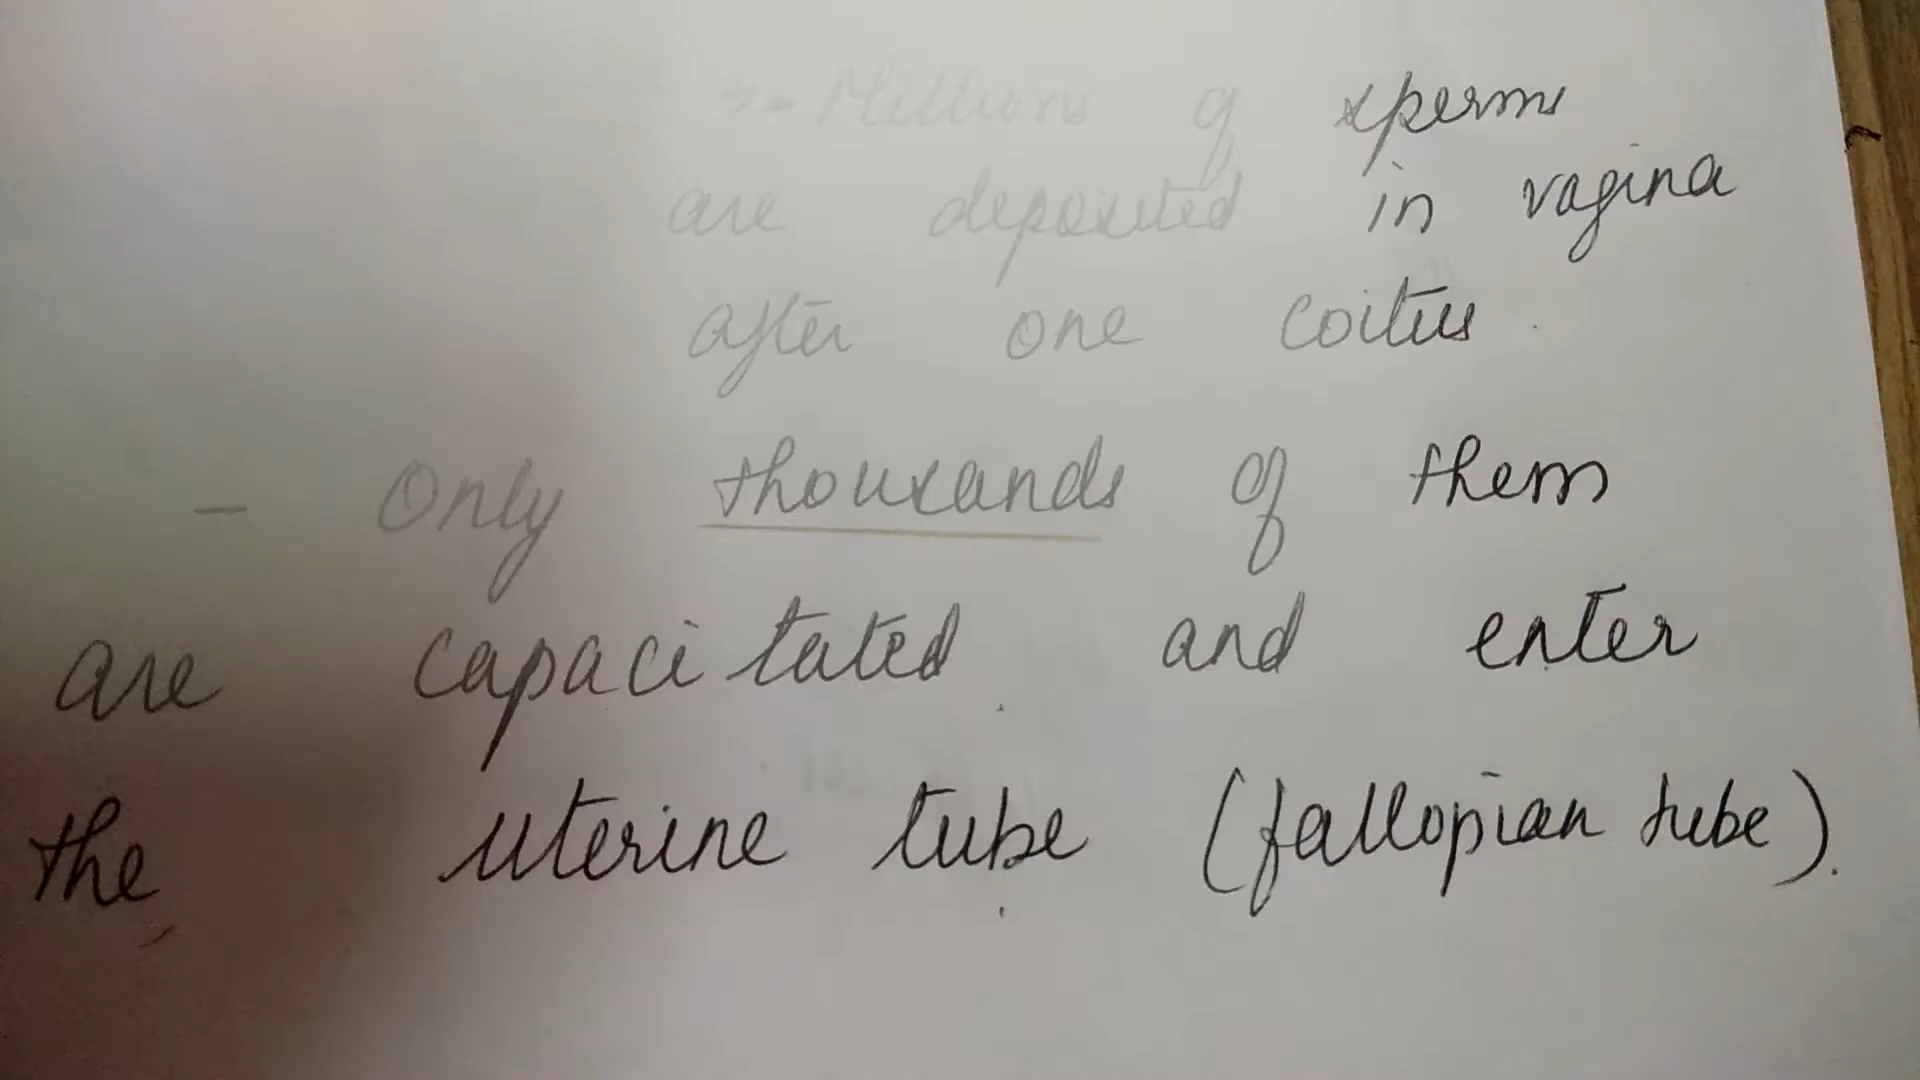 - Millions of sperms
are deposited in vagina
after one coitus.
- Only thousands of them
are capacitated and enter
the uterine tube (fallopian tube).